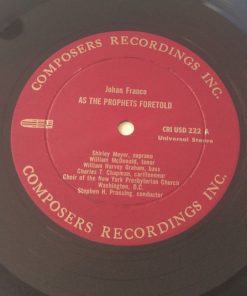 COMPOSERS RECORDINGS INC.
Johan Franco
AS THE PROPHETS FORETOLD
CRI USD 222 A
Universal Stereo
Shirley Meyer, soprano
William McDonald, tenor
William Harvey Graham, bass
Charles T. Chapman, carillonneur
Choir of the New York Presbyterian Church
Washington, D.C.
Stephen H. Prussing, conductor
COMPOSERS RECORDINGS INC.